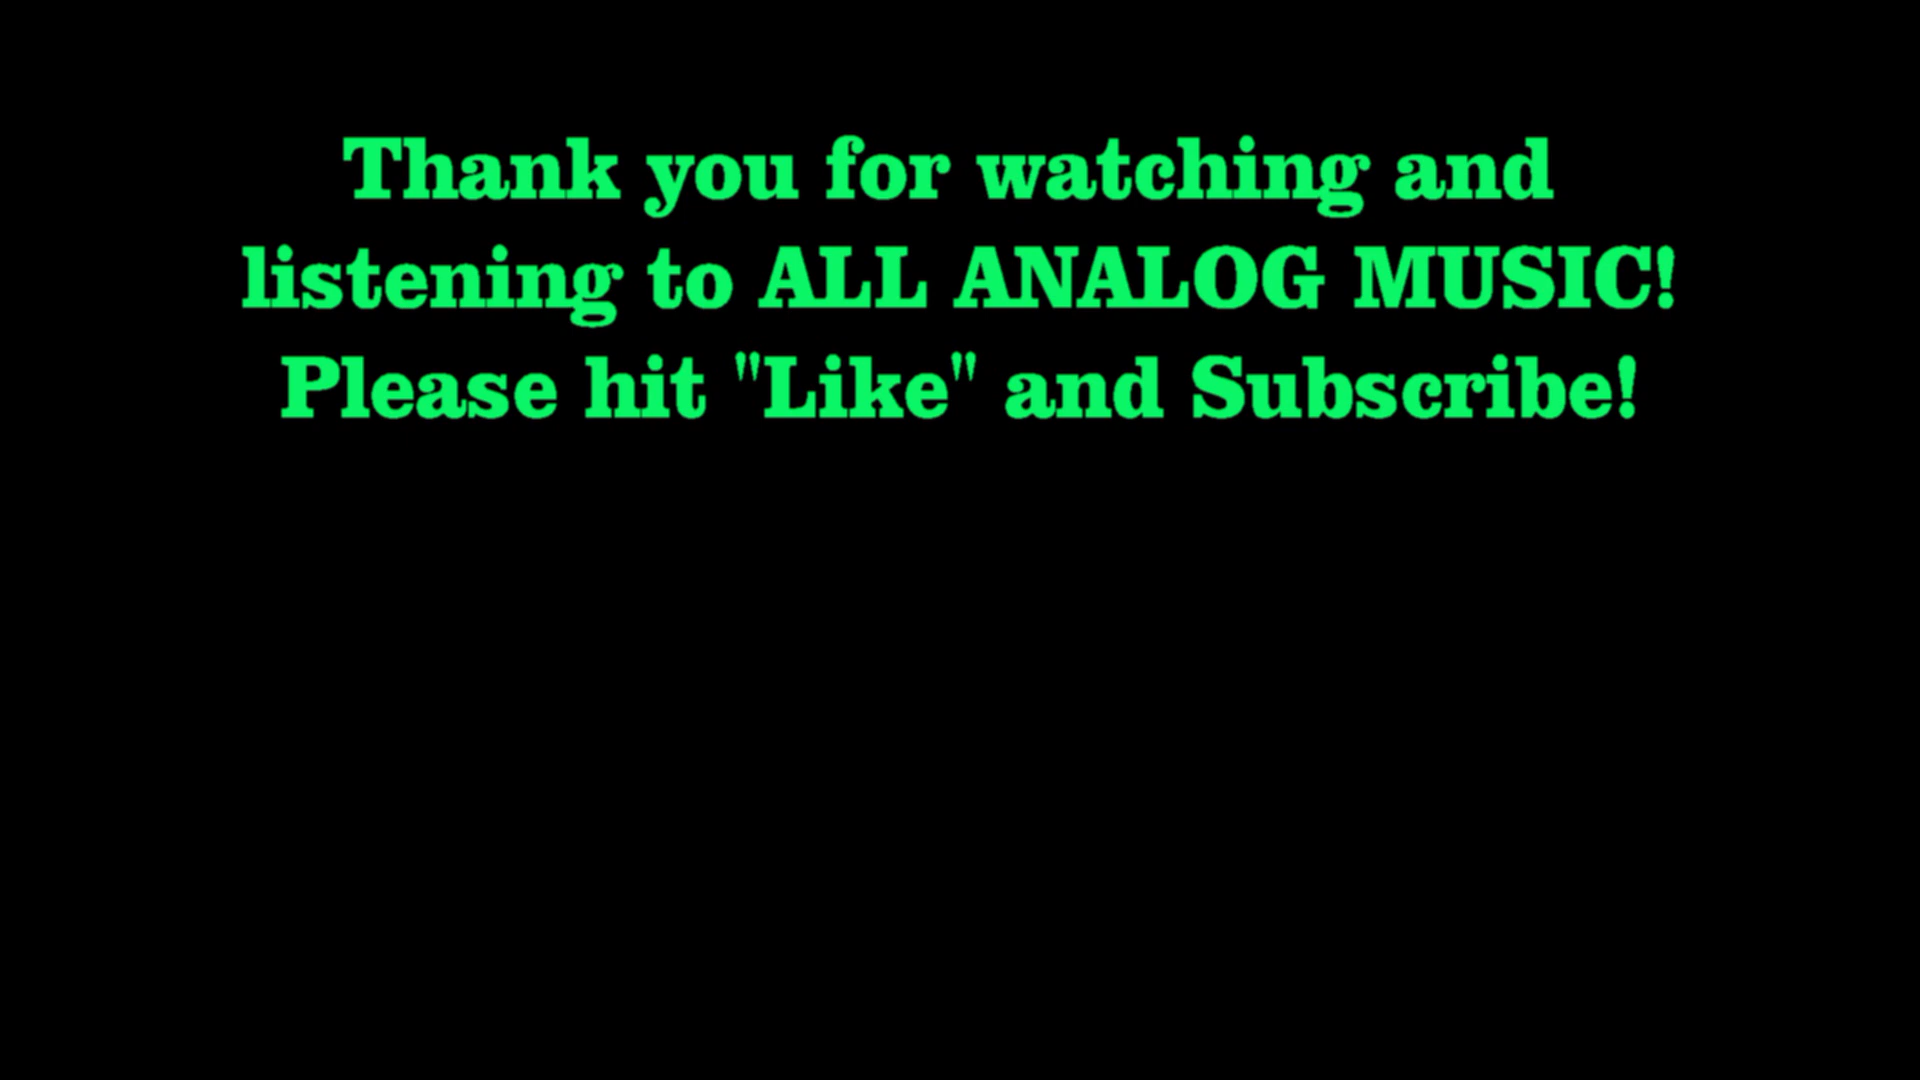 Thank you for watching and
listening to ALL ANALOG MUSIC!
Please hit "Like" and Subscribe!